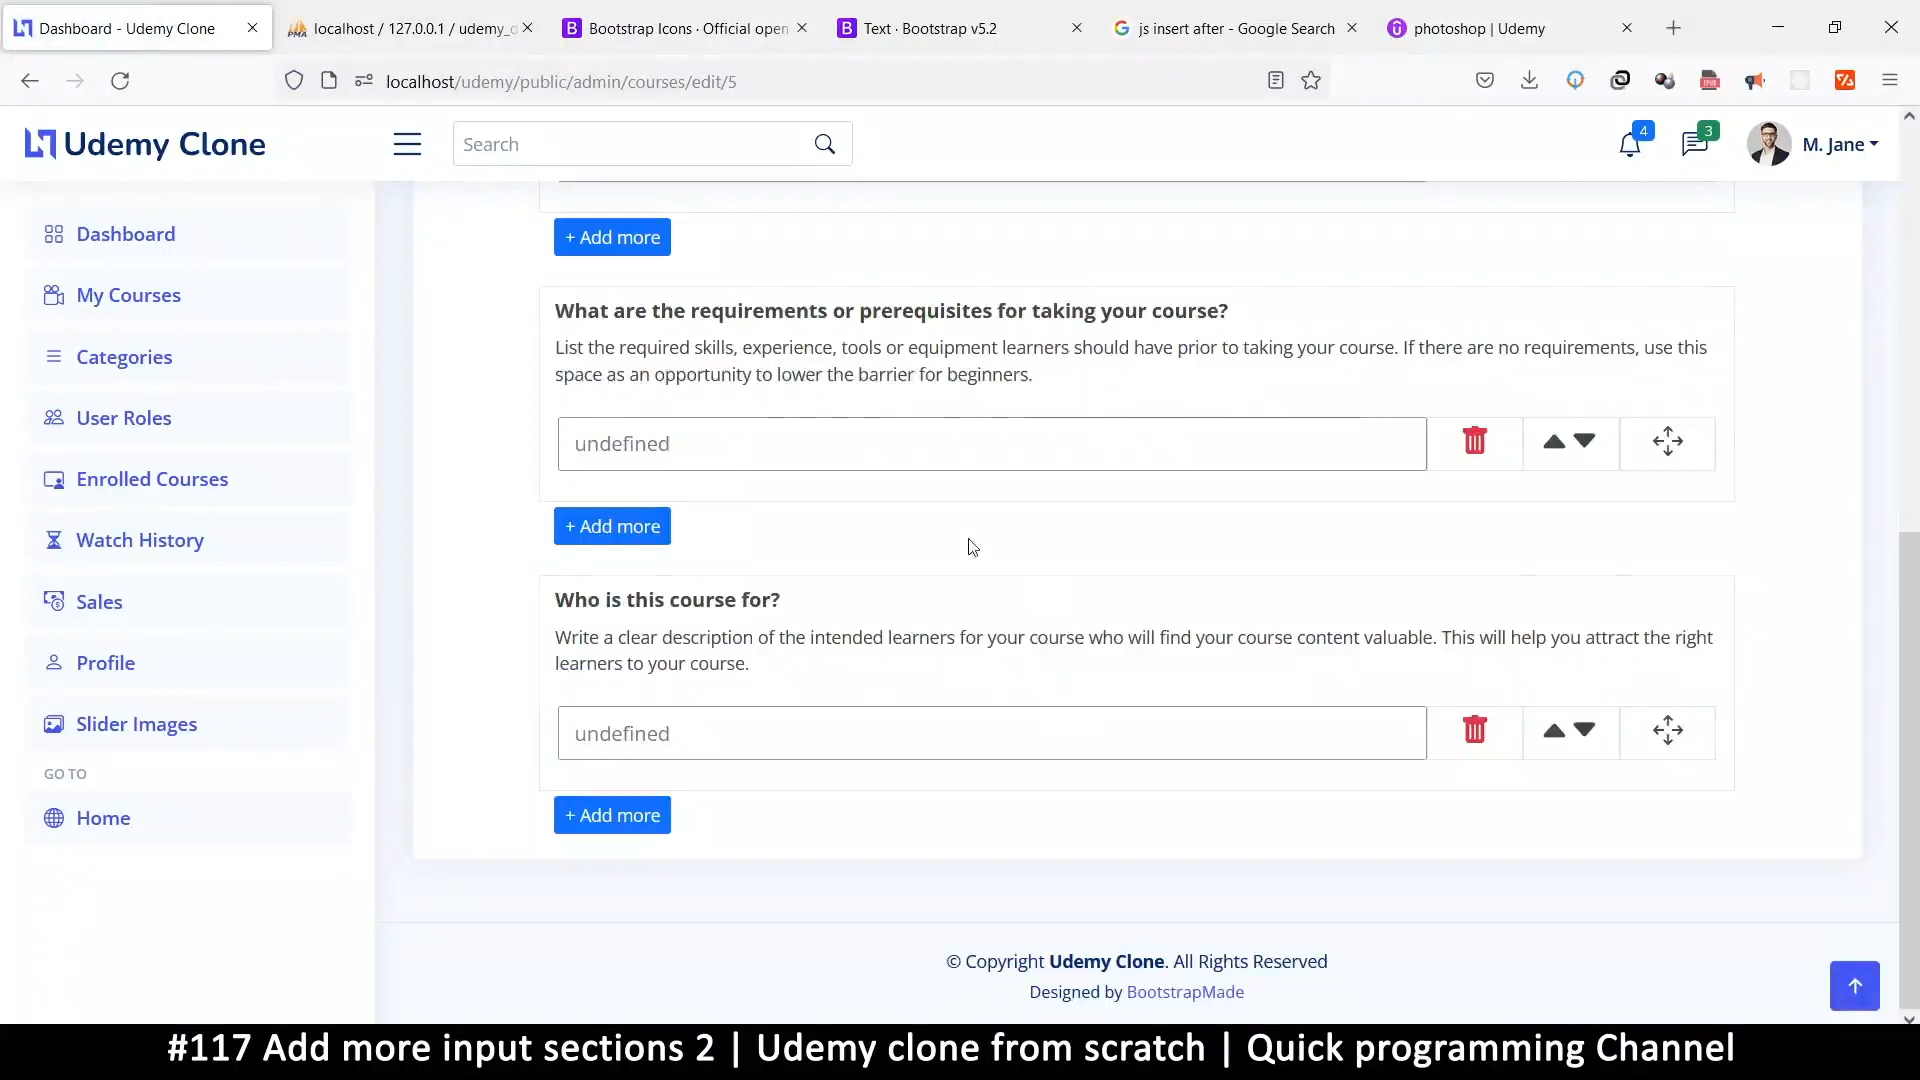 Dashboard - Udemy Clone
localhost / 127.0.0.1 / udemy_c
Bootstrap Icons · Official open
Text · Bootstrap v5.2
js insert after - Google Search
photoshop | Udemy
localhost/udemy/public/admin/courses/edit/5
Udemy Clone
Search
4
3
M. Jane
Dashboard
My Courses
Categories
User Roles
Enrolled Courses
Watch History
Sales
Profile
Slider Images
GO TO
Home
+ Add more
What are the requirements or prerequisites for taking your course?
List the required skills, experience, tools or equipment learners should have prior to taking your course. If there are no requirements, use this
space as an opportunity to lower the barrier for beginners.
undefined
+ Add more
Who is this course for?
Write a clear description of the intended learners for your course who will find your course content valuable. This will help you attract the right
learners to your course.
undefined
+ Add more
© Copyright Udemy Clone. All Rights Reserved
Designed by BootstrapMade
#117 Add more input sections 2 | Udemy clone from scratch | Quick programming Channel